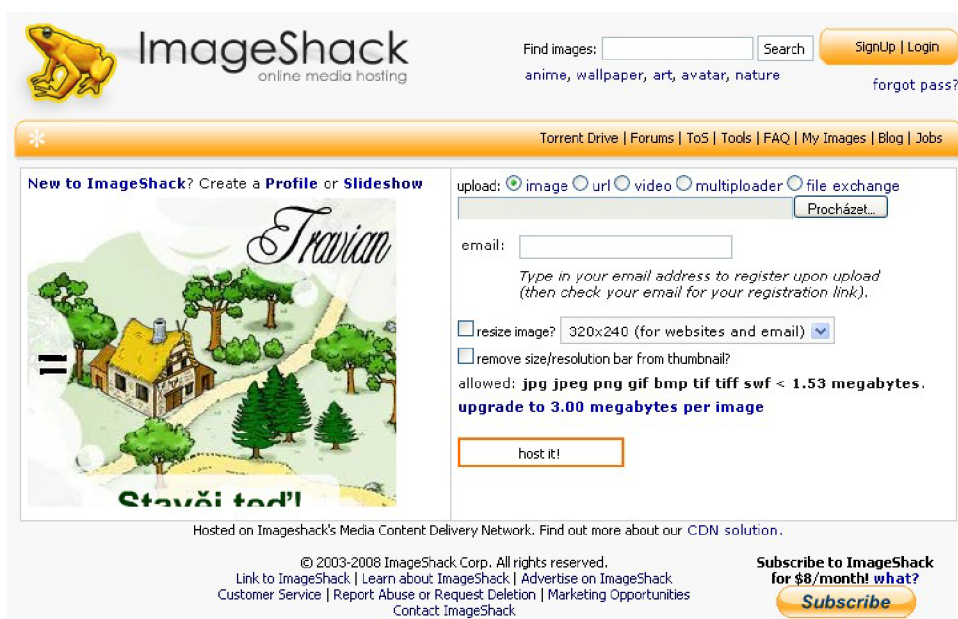 ImageShack
online media hosting
Find images: Search SignUp | Login
anime, wallpaper, art, avatar, nature
forgot pass?
Torrent Drive | Forums | ToS | Tools | FAQ | My Images | Blog | Jobs
New to ImageShack? Create a Profile or Slideshow
Travian
Stavěj teď!
upload: image url video multiploader file exchange
Procházet...
email:
Type in your email address to register upon upload
(then check your email for your registration link).
resize image? 320x240 (for websites and email)
remove size/resolution bar from thumbnail?
allowed: jpg jpeg png gif bmp tif tiff swf < 1.53 megabytes.
upgrade to 3.00 megabytes per image
host it!
Hosted on Imageshack's Media Content Delivery Network. Find out more about our CDN solution.
© 2003-2008 ImageShack Corp. All rights reserved.
Link to ImageShack | Learn about ImageShack | Advertise on ImageShack
Customer Service | Report Abuse or Request Deletion | Marketing Opportunities
Contact ImageShack
Subscribe to ImageShack
for $8/month! what?
Subscribe